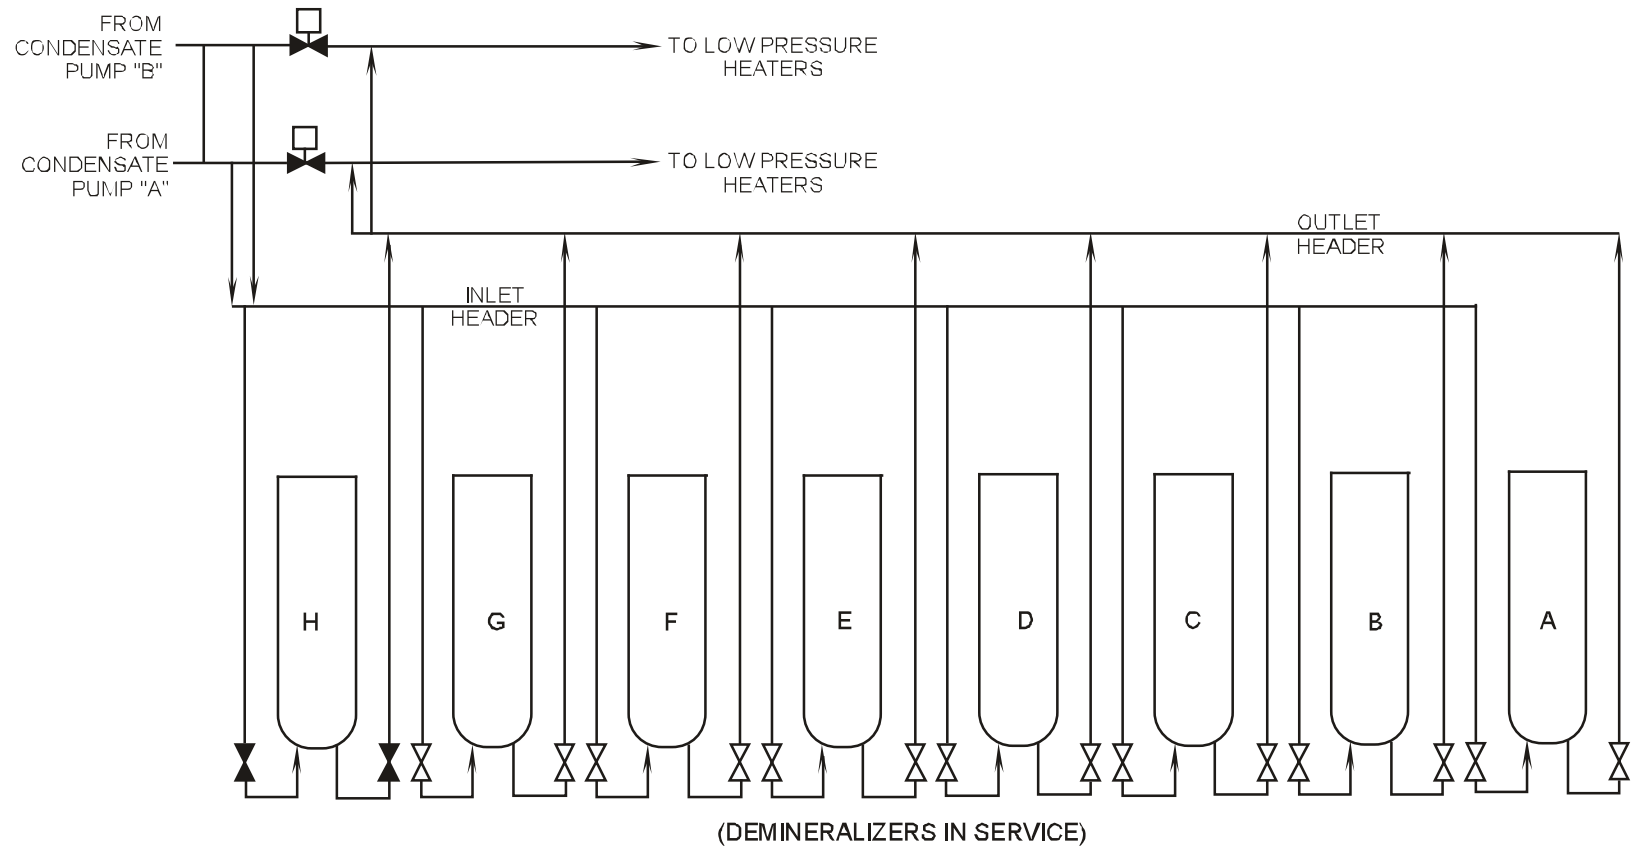 FROM
CONDENSATE
PUMP "B"
TO LOW PRESSURE
HEATERS
FROM
CONDENSATE
PUMP "A"
TO LOW PRESSURE
HEATERS
OUTLET
HEADER
INLET
HEADER
H G F E D C B A
(DEMINERALIZERS IN SERVICE)